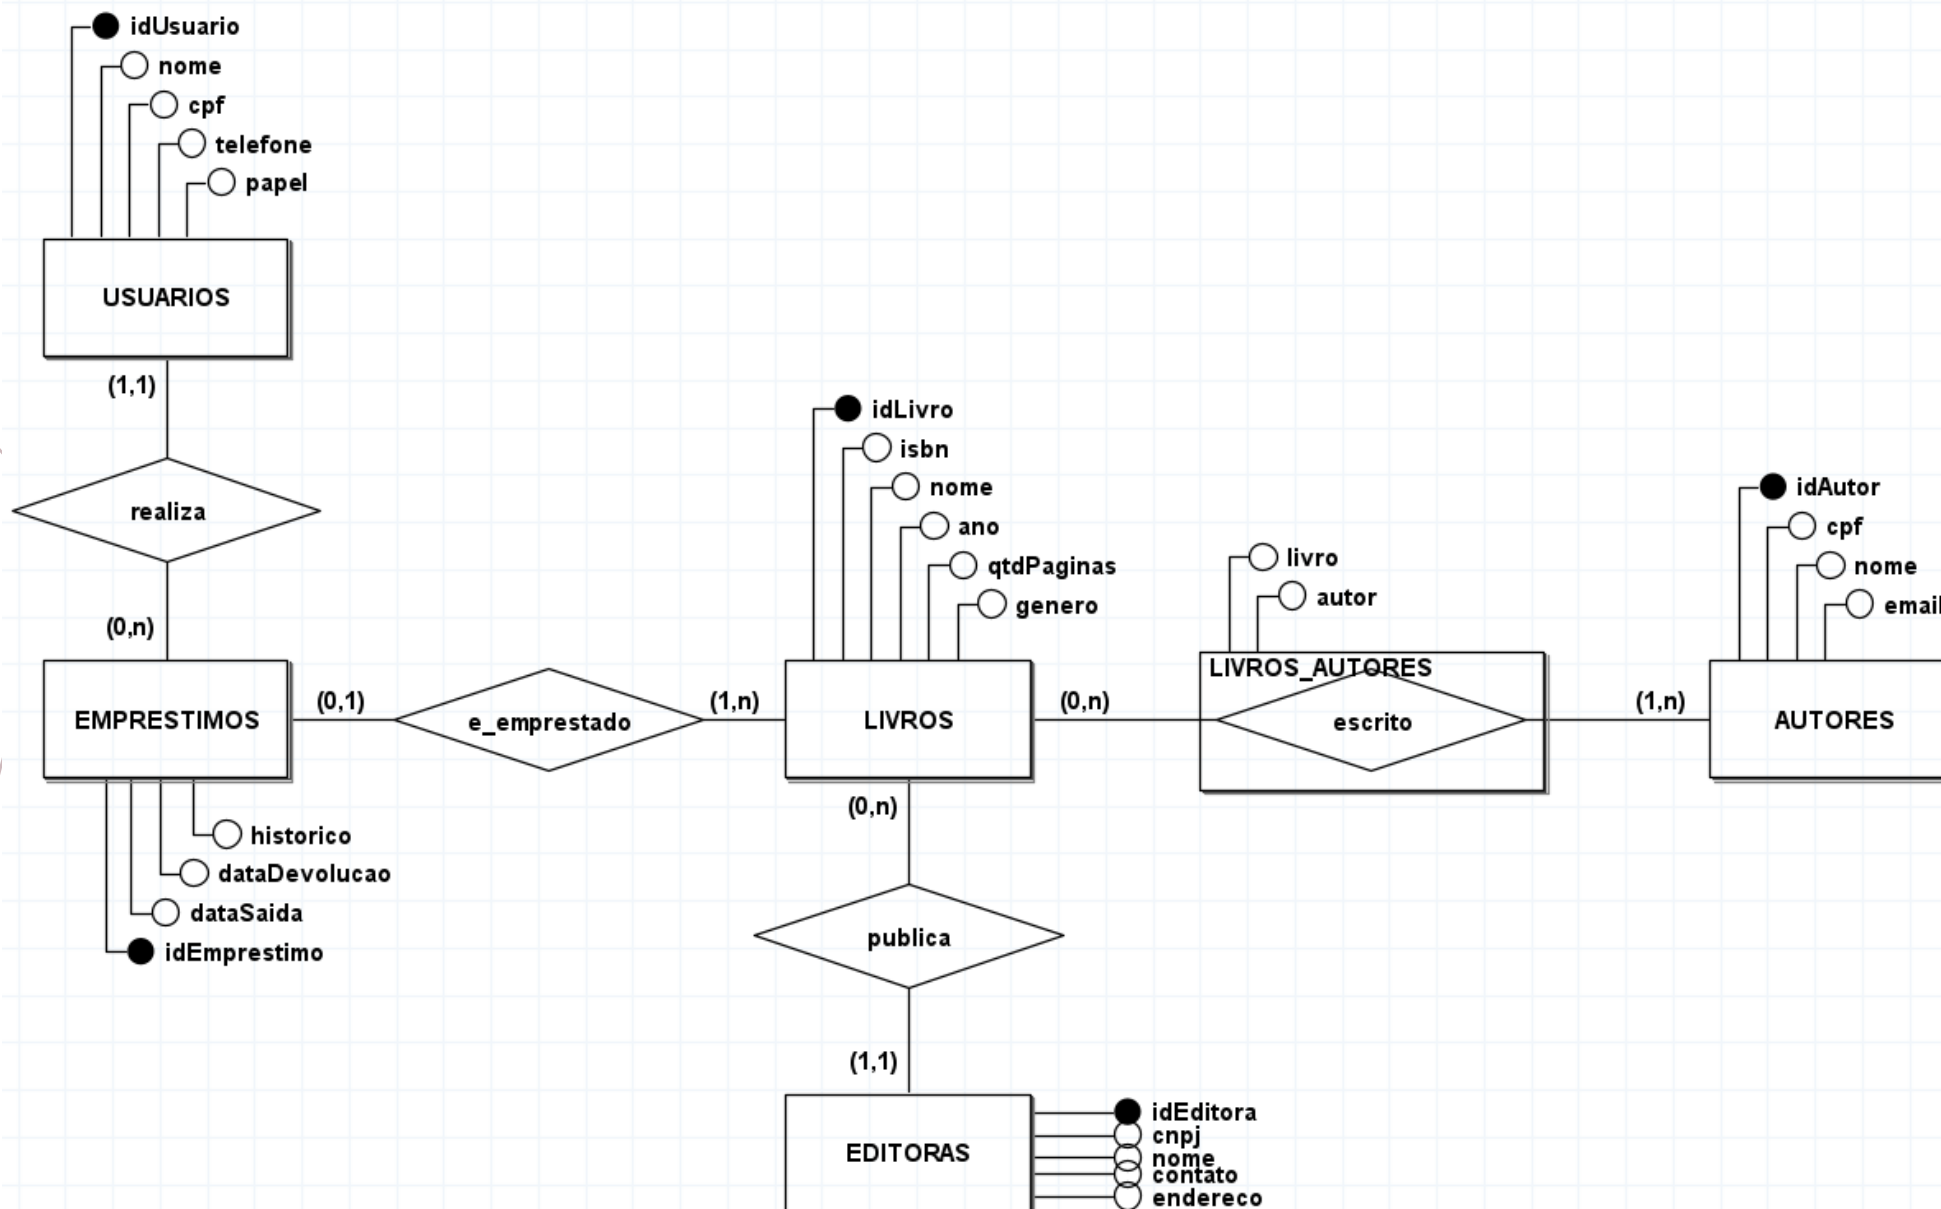 idUsuario
nome
cpf
telefone
papel
USUARIOS
(1,1)
realiza
(0,n)
EMPRESTIMOS
(0,1)
e_emprestado
(1,n)
historico
dataDevolucao
dataSaida
idEmprestimo
idLivro
isbn
nome
ano
qtdPaginas
genero
LIVROS
(0,n)
livro
autor
LIVROS_AUTORES
escrito
(1,n)
idAutor
cpf
nome
email
AUTORES
(0,n)
publica
(1,1)
EDITORAS
idEditora
cnpj
nome
contato
endereco